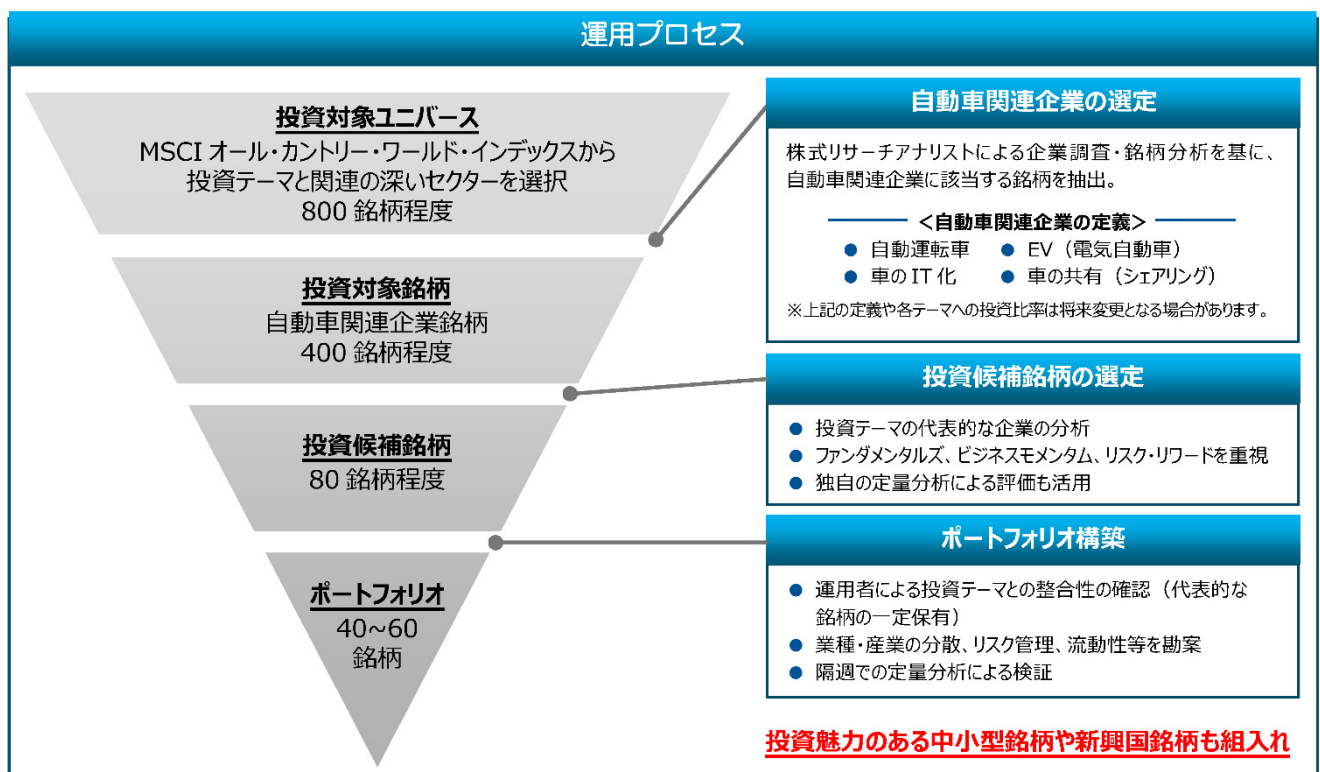 運用プロセス
投資対象ユニバース
MSCI オール・カントリー・ワールド・インデックスから
投資テーマと関連の深いセクターを選択
800 銘柄程度
投資対象銘柄
自動車関連企業銘柄
400 銘柄程度
投資候補銘柄
80 銘柄程度
ポートフォリオ
40~60
銘柄
自動車関連企業の選定
株式リサーチアナリストによる企業調査・銘柄分析を基に、
自動車関連企業に該当する銘柄を抽出。
<自動車関連企業の定義>
● 自動運転車 ● EV（電気自動車）
● 車の IT 化 ● 車の共有（シェアリング）
※上記の定義や各テーマへの投資比率は将来変更となる場合があります。
投資候補銘柄の選定
● 投資テーマの代表的な企業の分析
● ファンダメンタルズ、ビジネスモメンタム、リスク・リワードを重視
● 独自の定量分析による評価も活用
ポートフォリオ構築
● 運用者による投資テーマとの整合性の確認（代表的な
銘柄の一定保有）
● 業種・産業の分散、リスク管理、流動性等を勘案
● 隔週での定量分析による検証
投資魅力のある中小型銘柄や新興国銘柄も組入れ